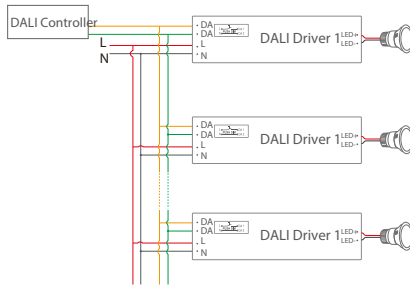 DALI Controller
L
N
DA
DA
L
N
DALI Driver 1
LED+
LED-
DA
DA
L
N
DALI Driver 1
LED+
LED-
DA
DA
L
N
DALI Driver 1
LED+
LED-